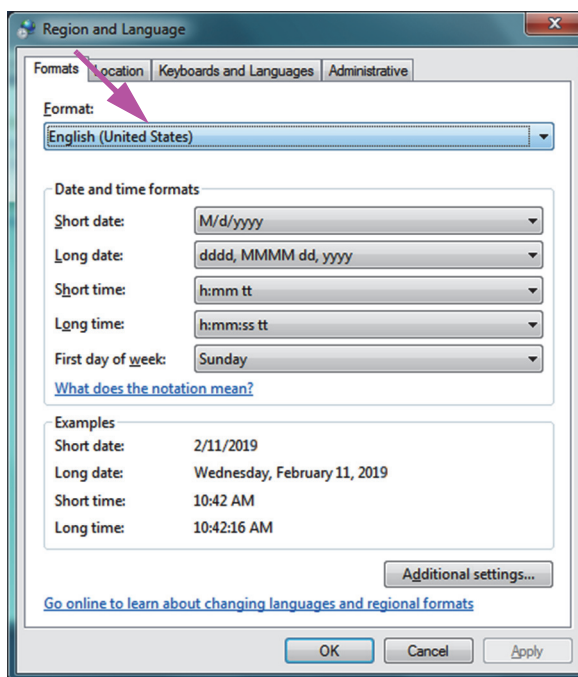 Region and Language
Formats Location Keyboards and Languages Administrative
Format:
English (United States)
Date and time formats
Short date: M/d/yyyy
Long date: dddd, MMMM dd, yyyy
Short time: h:mm tt
Long time: h:mm:ss tt
First day of week: Sunday
What does the notation mean?
Examples
Short date: 2/11/2019
Long date: Wednesday, February 11, 2019
Short time: 10:42 AM
Long time: 10:42:16 AM
Additional settings...
Go online to learn about changing languages and regional formats
OK Cancel Apply